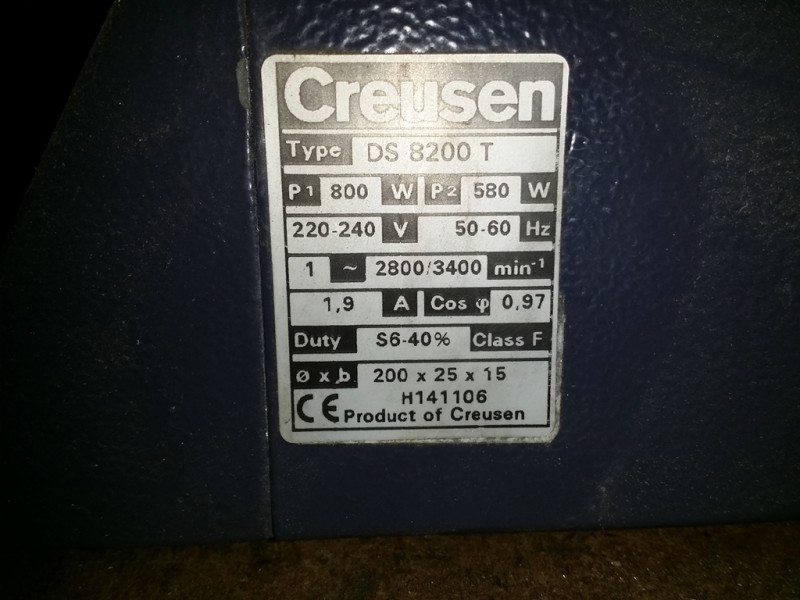 Creusen
Type DS 8200 T
P1 800 W P2 580 W
220-240 V 50-60 Hz
1 ~ 2800/3400 min-1
1,9 A Cos φ 0,97
Duty S6-40% Class F
ø x b 200 x 25 x 15
H141106
CE Product of Creusen